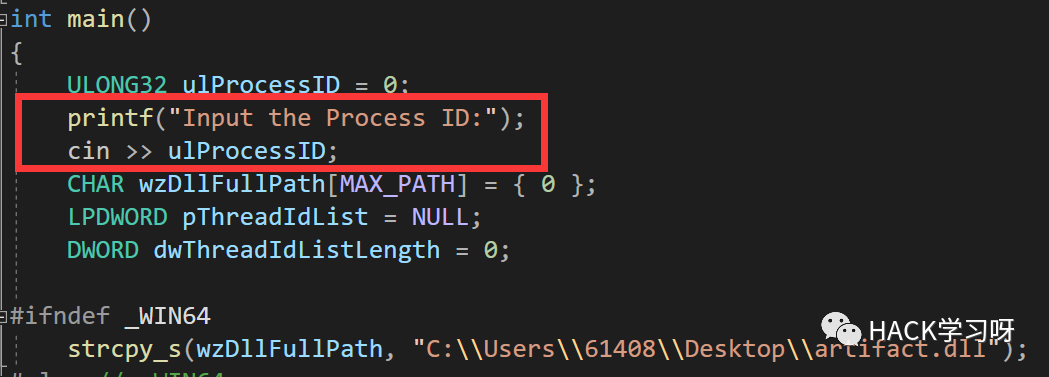 int main()
{
ULONG32 ulProcessID = 0;
printf("Input the Process ID:");
cin >> ulProcessID;
CHAR wzDllFullPath[MAX_PATH] = { 0 };
LPDWORD pThreadIdList = NULL;
DWORD dwThreadIdListLength = 0;
#ifndef _WIN64
HACK学习呀
strcpy_s(wzDllFullPath, "C:\\Users\\61408\\Desktop\\artifact.dll");